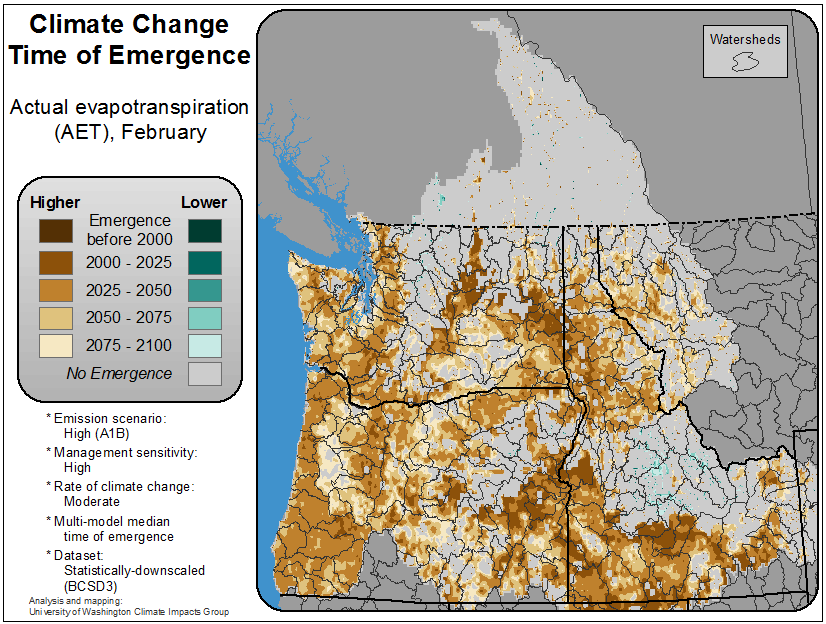 Climate Change
Time of Emergence
Actual evapotranspiration
(AET), February
Higher
Lower
Emergence
before 2000
2000 - 2025
2025 - 2050
2050 - 2075
2075 - 2100
No Emergence
* Emission scenario:
High (A1B)
* Management sensitivity:
High
* Rate of climate change:
Moderate
* Multi-model median
time of emergence
* Dataset:
Statistically-downscaled
(BCSD3)
Analysis and mapping:
University of Washington Climate Impacts Group
Watersheds